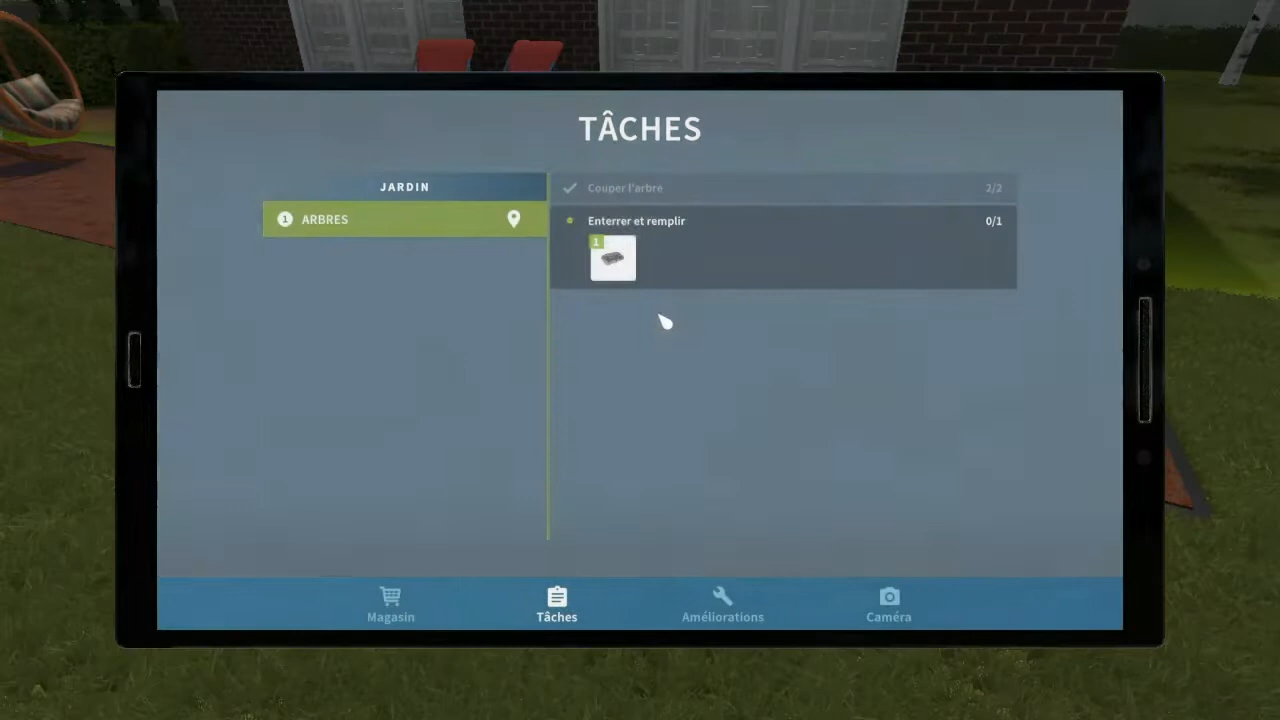 TÂCHES
JARDIN
1 ARBRES
Couper l'arbre 2/2
Enterrer et remplir 0/1
1
Magasin Tâches Améliorations Caméra